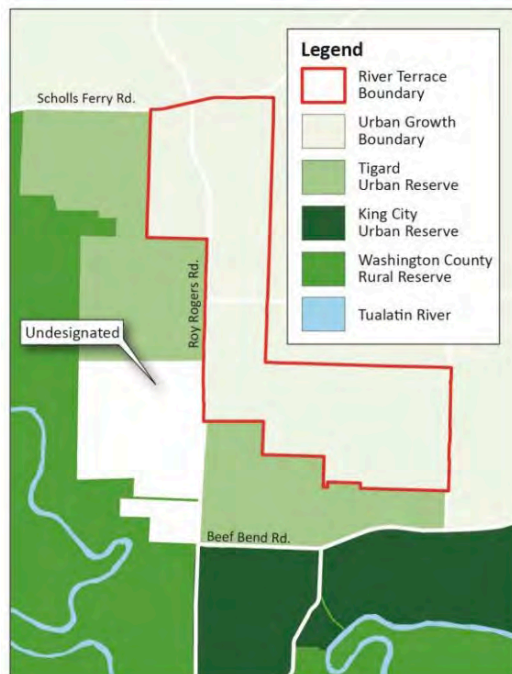 Legend
River Terrace
Boundary
Urban Growth
Boundary
Tigard
Urban Reserve
King City
Urban Reserve
Washington County
Rural Reserve
Tualatin River
Scholls Ferry Rd.
Roy Rogers Rd.
Undesignated
Beef Bend Rd.